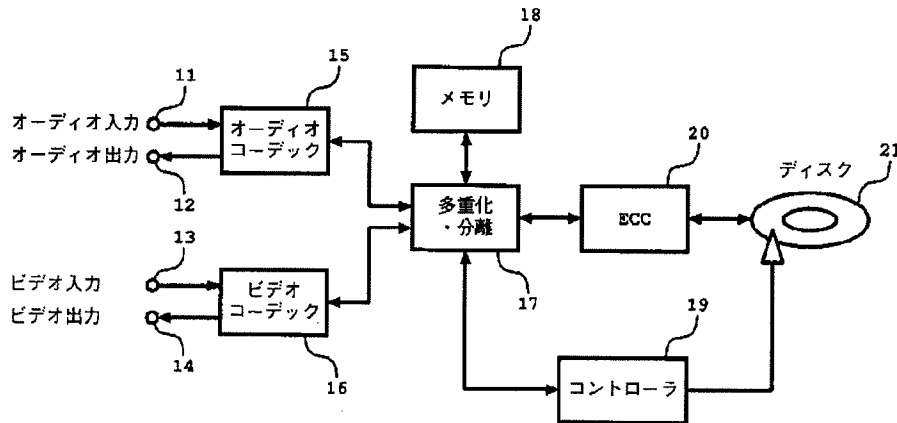 18
メモリ
15
11
オーディオ入力
オーディオ
コーデック
オーディオ出力
12
20
ディスク
21
多重化
・分離
ECC
17
13
ビデオ入力
ビデオ
コーデック
ビデオ出力
14
16
19
コントローラ